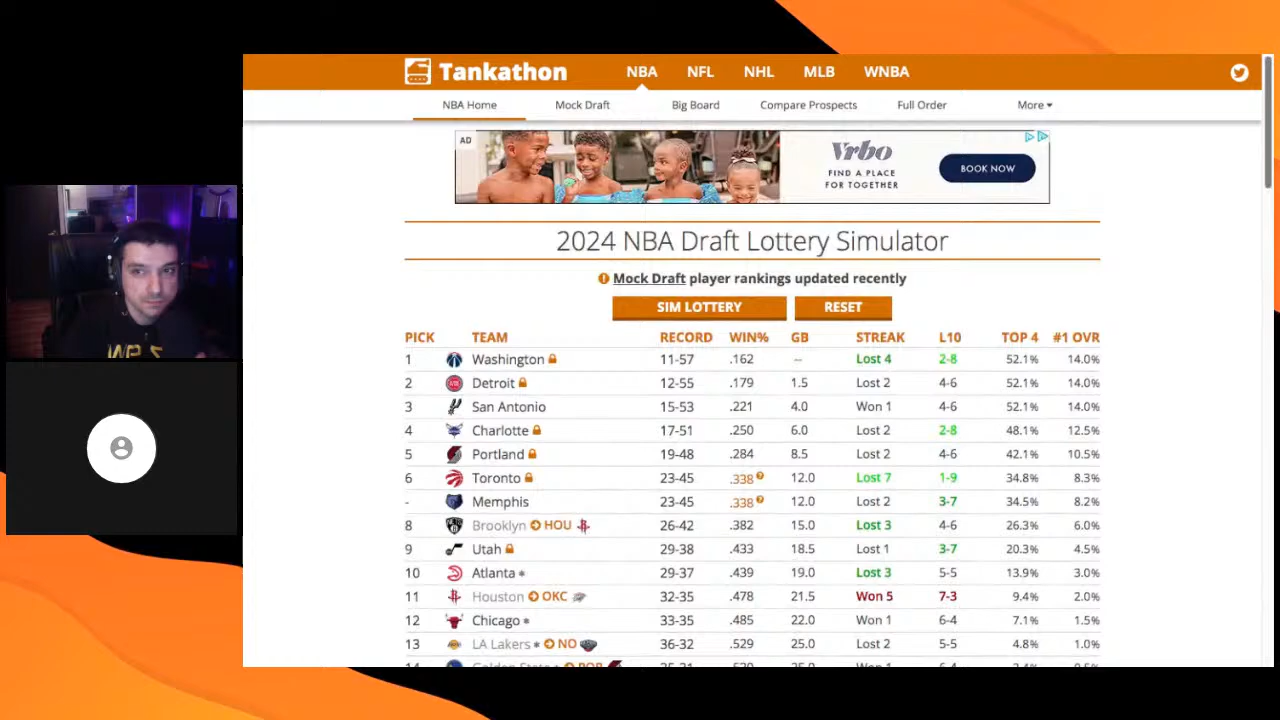 Tankathon NBA NFL NHL MLB WNBA
NBA Home Mock Draft Big Board Compare Prospects Full Order More
AD Vrbo
FIND A PLACE
FOR TOGETHER
BOOK NOW
2024 NBA Draft Lottery Simulator
Mock Draft player rankings updated recently
SIM LOTTERY RESET
PICK TEAM RECORD WIN% GB STREAK L10 TOP 4 #1 OVR
1 Washington 11-57 .162 -- Lost 4 2-8 52.1% 14.0%
2 Detroit 12-55 .179 1.5 Lost 2 4-6 52.1% 14.0%
3 San Antonio 15-53 .221 4.0 Won 1 4-6 52.1% 14.0%
4 Charlotte 17-51 .250 6.0 Lost 2 2-8 48.1% 12.5%
5 Portland 19-48 .284 8.5 Lost 2 4-6 42.1% 10.5%
6 Toronto 23-45 .338 12.0 Lost 7 1-9 34.8% 8.3%
- Memphis 23-45 .338 12.0 Lost 2 3-7 34.5% 8.2%
8 Brooklyn HOU 26-42 .382 15.0 Lost 3 4-6 26.3% 6.0%
9 Utah 29-38 .433 18.5 Lost 1 3-7 20.3% 4.5%
10 Atlanta * 29-37 .439 19.0 Lost 3 5-5 13.9% 3.0%
11 Houston OKC 32-35 .478 21.5 Won 5 7-3 9.4% 2.0%
12 Chicago * 33-35 .485 22.0 Won 1 6-4 7.1% 1.5%
13 LA Lakers * NO 36-32 .529 25.0 Lost 2 5-5 4.8% 1.0%